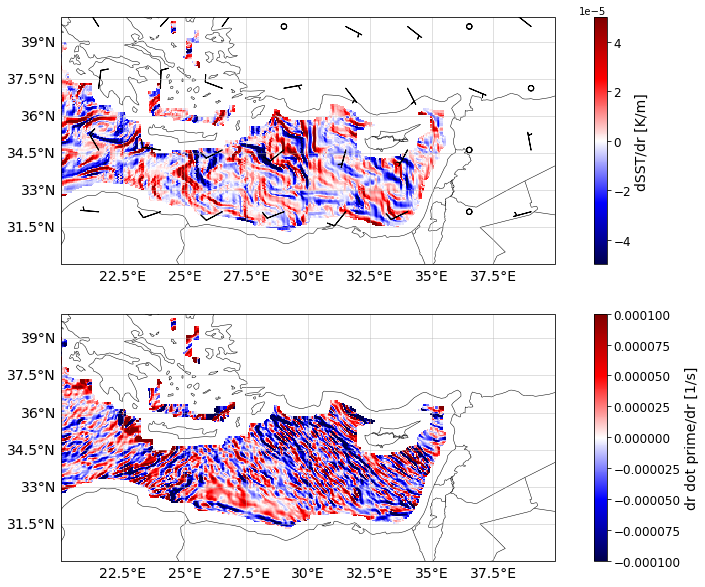 1e−5
39°N
37.5°N
36°N
34.5°N
33°N
31.5°N
22.5°E 25°E 27.5°E 30°E 32.5°E 35°E 37.5°E
4
2
0
−2
−4
dSST/dr [K/m]
39°N
37.5°N
36°N
34.5°N
33°N
31.5°N
22.5°E 25°E 27.5°E 30°E 32.5°E 35°E 37.5°E
0.000100
0.000075
0.000050
0.000025
0.000000
−0.000025
−0.000050
−0.000075
−0.000100
dr dot prime/dr [1/s]